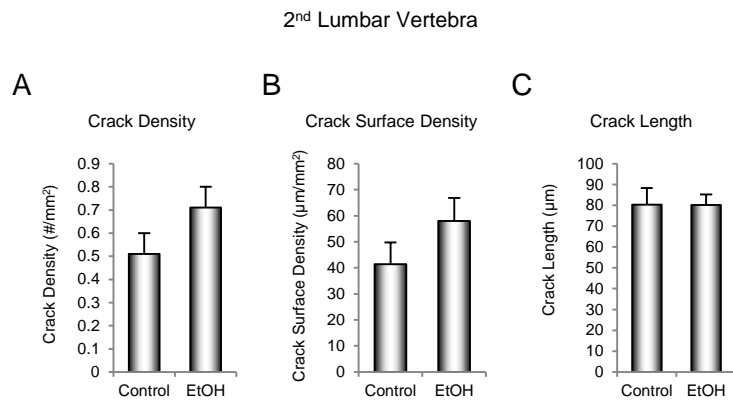 2nd Lumbar Vertebra
A
Crack Density
Crack Density (#/mm²)
0.9
0.8
0.7
0.6
0.5
0.4
0.3
0.2
0.1
0
Control EtOH
B
Crack Surface Density
Crack Surface Density (µm/mm²)
80
70
60
50
40
30
20
10
0
Control EtOH
C
Crack Length
Crack Length (µm)
100
90
80
70
60
50
40
30
20
10
0
Control EtOH